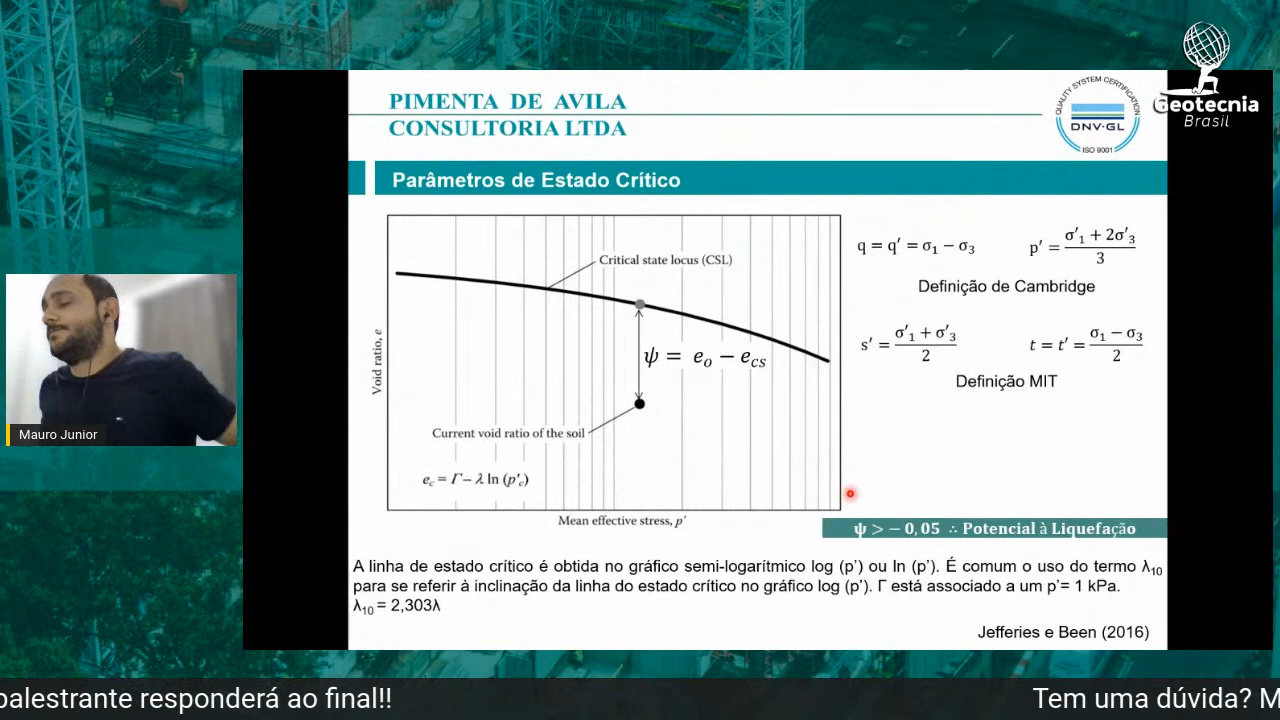 PIMENTA DE AVILA
CONSULTORIA LTDA
QUALITY SYSTEM CERTIFICATION
DNV·GL
ISO 9001
Geotecnia
Brasil
Parâmetros de Estado Crítico
Critical state locus (CSL)
ψ = e₀ − e_cs
Void ratio, e
Current void ratio of the soil
e_c = Γ − λ ln (p'_c)
Mean effective stress, p'
q = q′ = σ₁ − σ₃
p′ = (σ′₁ + 2σ′₃)/3
Definição de Cambridge
s′ = (σ′₁ + σ′₃)/2
t = t′ = (σ₁ − σ₃)/2
Definição MIT
ψ > − 0,05 ∴ Potencial à Liquefação
A linha de estado crítico é obtida no gráfico semi-logarítmico log (p') ou ln (p'). É comum o uso do termo λ₁₀
para se referir à inclinação da linha do estado crítico no gráfico log (p'). Γ está associado a um p'= 1 kPa.
λ₁₀ = 2,303λ
Jefferies e Been (2016)
Mauro Junior
palestrante responderá ao final!!
Tem uma dúvida? M